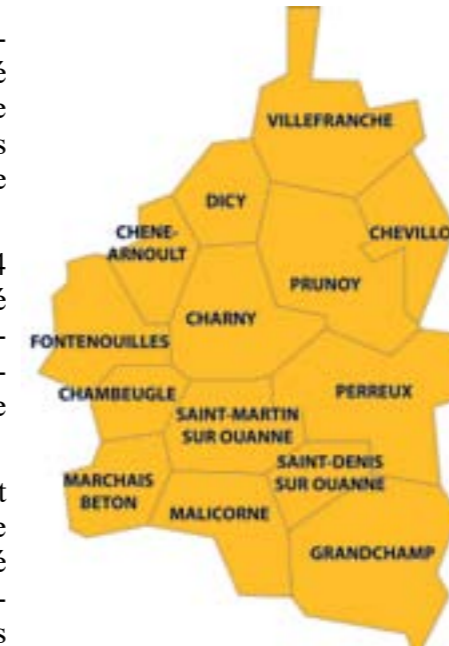 -
é
e
s
e
4
é
-
-
e
t
e
é
-
s
VILLEFRANCHE
DICY
CHENE-
ARNOULT
CHEVILLO
PRUNOY
CHARNY
FONTENOUILLES
CHAMBEUGLE
PERREUX
SAINT-MARTIN
SUR OUANNE
SAINT-DENIS
SUR OUANNE
MARCHAIS
BETON
MALICORNE
GRANDCHAMP